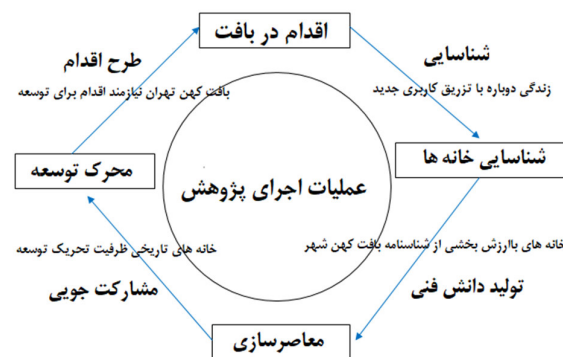 اقدام در بافت
شناسایی
زندگی دوباره با تزریق کاربری جدید
شناسایی خانه ها
خانه های باارزش بخشی از شناسنامه بافت کهن شهر
تولید دانش فنی
معاصرسازی
مشارکت جویی
خانه های تاریخی ظرفیت تحریک توسعه
محرک توسعه
طرح اقدام
بافت کهن تهران نیازمند اقدام برای توسعه
عملیات اجرای پژوهش